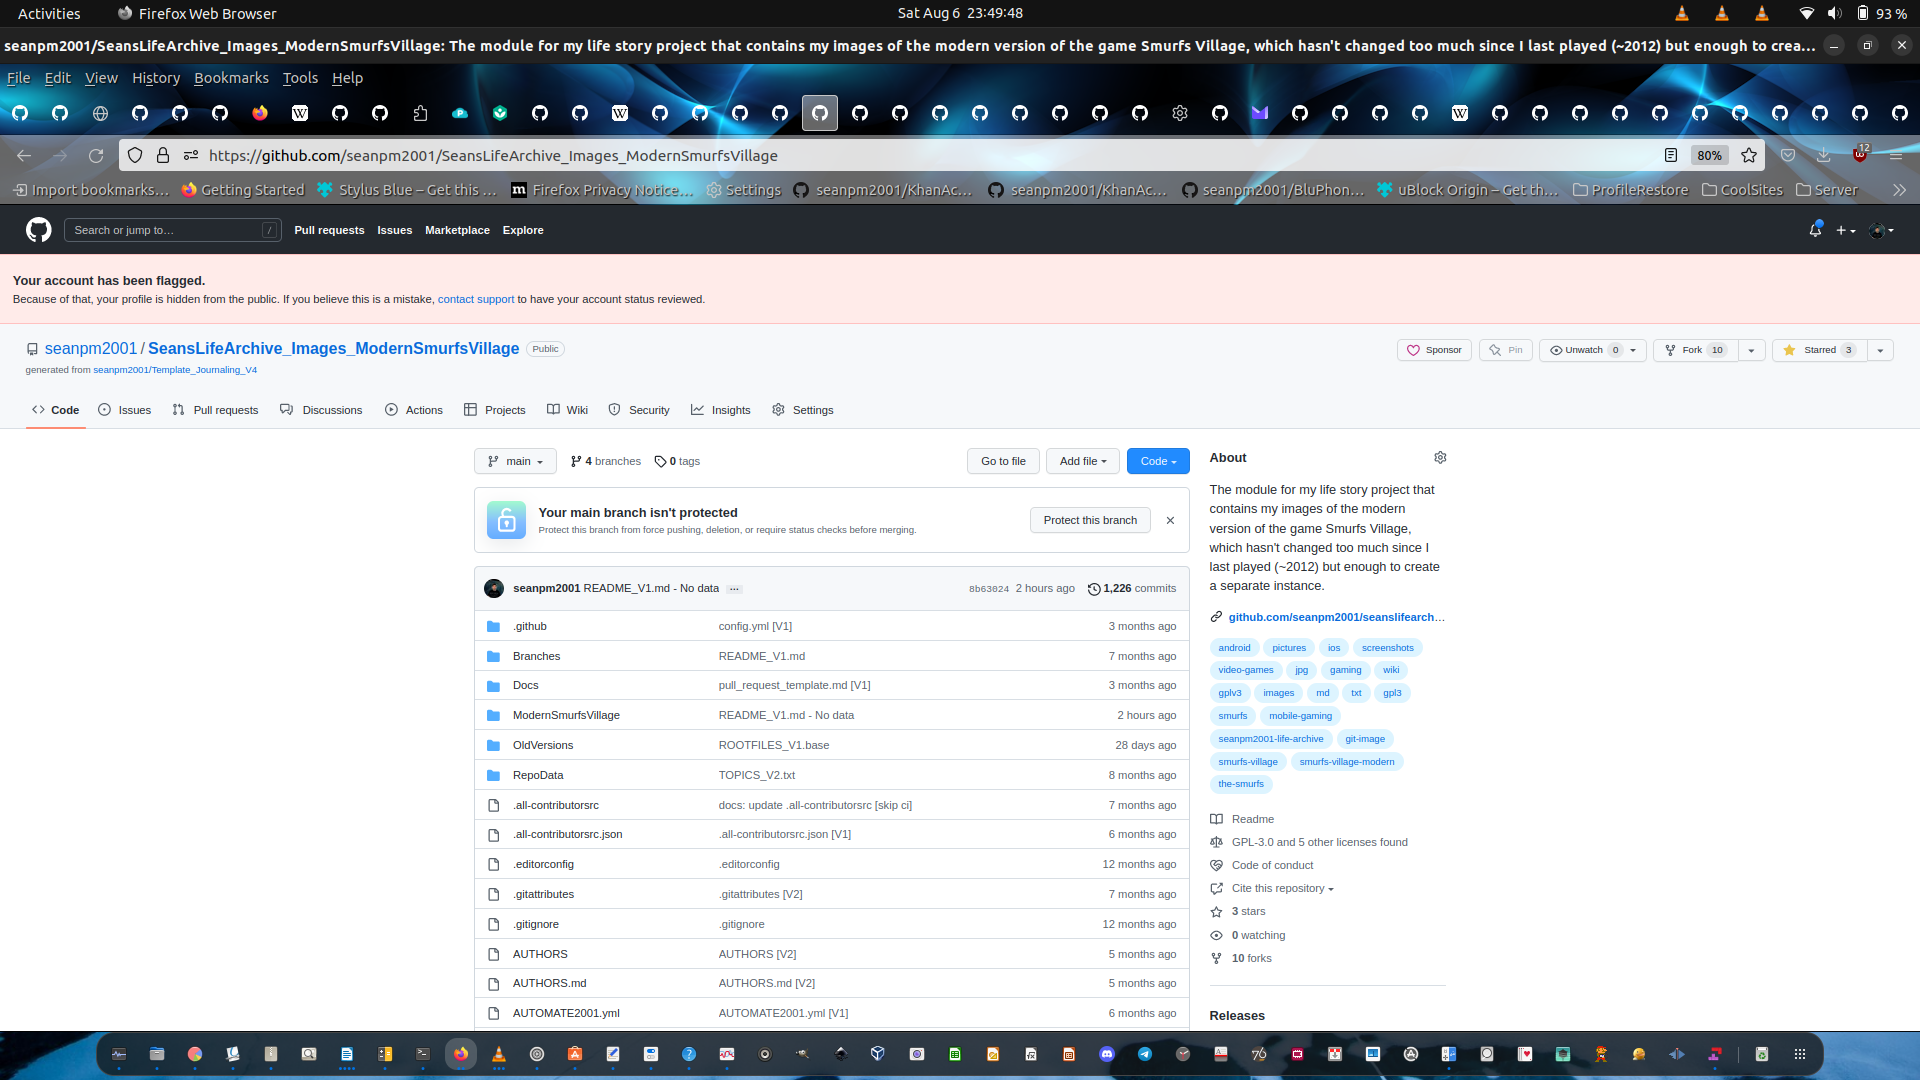 Activities
Firefox Web Browser
Sat Aug 6 23:49:48
93 %
seanpm2001/SeansLifeArchive_Images_ModernSmurfsVillage: The module for my life story project that contains my images of the modern version of the game Smurfs Village, which hasn't changed too much since I last played (~2012) but enough to crea…
File Edit View History Bookmarks Tools Help
https://github.com/seanpm2001/SeansLifeArchive_Images_ModernSmurfsVillage
80%
12
Import bookmarks… Getting Started Stylus Blue – Get this … Firefox Privacy Notice… Settings seanpm2001/KhanAc… seanpm2001/KhanAc… seanpm2001/BluPhon… uBlock Origin – Get th… ProfileRestore CoolSites Server
Search or jump to… /
Pull requests Issues Marketplace Explore
Your account has been flagged.
Because of that, your profile is hidden from the public. If you believe this is a mistake, contact support to have your account status reviewed.
seanpm2001 / SeansLifeArchive_Images_ModernSmurfsVillage Public
generated from seanpm2001/Template_Journaling_V4
Sponsor Pin Unwatch 0 Fork 10 Starred 3
Code Issues Pull requests Discussions Actions Projects Wiki Security Insights Settings
main 4 branches 0 tags
Go to file Add file Code
Your main branch isn't protected
Protect this branch from force pushing, deletion, or require status checks before merging.
Protect this branch
seanpm2001 README_V1.md - No data … 8b63024 2 hours ago 1,226 commits
.github config.yml [V1] 3 months ago
Branches README_V1.md 7 months ago
Docs pull_request_template.md [V1] 3 months ago
ModernSmurfsVillage README_V1.md - No data 2 hours ago
OldVersions ROOTFILES_V1.base 28 days ago
RepoData TOPICS_V2.txt 8 months ago
.all-contributorsrc docs: update .all-contributorsrc [skip ci] 7 months ago
.all-contributorsrc.json .all-contributorsrc.json [V1] 6 months ago
.editorconfig .editorconfig 12 months ago
.gitattributes .gitattributes [V2] 7 months ago
.gitignore .gitignore 12 months ago
AUTHORS AUTHORS [V2] 5 months ago
AUTHORS.md AUTHORS.md [V2] 5 months ago
AUTOMATE2001.yml AUTOMATE2001.yml [V1] 6 months ago
About
The module for my life story project that
contains my images of the modern
version of the game Smurfs Village,
which hasn't changed too much since I
last played (~2012) but enough to create
a separate instance.
github.com/seanpm2001/seanslifearch…
android pictures ios screenshots
video-games jpg gaming wiki
gplv3 images md txt gpl3
smurfs mobile-gaming
seanpm2001-life-archive git-image
smurfs-village smurfs-village-modern
the-smurfs
Readme
GPL-3.0 and 5 other licenses found
Code of conduct
Cite this repository
3 stars
0 watching
10 forks
Releases